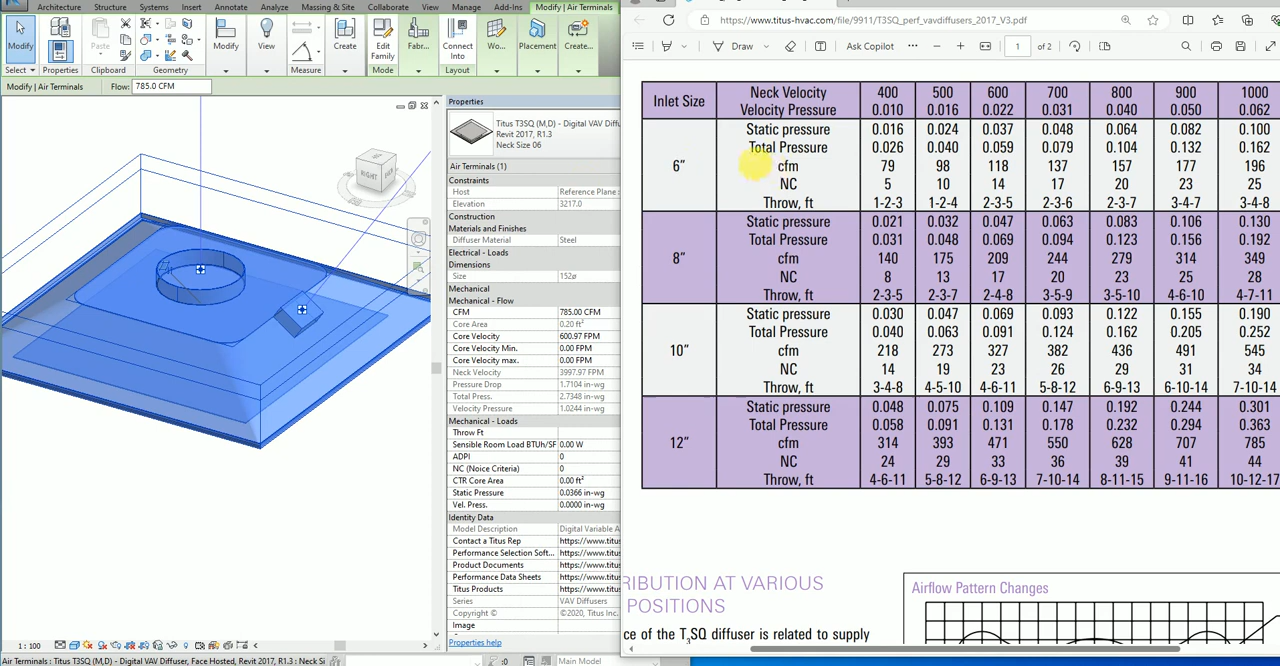 Architecture Structure Systems Insert Annotate Analyze Massing & Site Collaborate View Manage Add-Ins Modify | Air Terminals
Modify
Properties
Paste
Modify
View
Create
Edit
Family
Fabr...
Connect
Into
Wo...
Placement
Create...
Select Properties Clipboard Geometry Measure Mode Layout
Modify | Air Terminals Flow: 785.0 CFM
RIGHT
Properties
Titus T3SQ (M,D) - Digital VAV Diffus
Revit 2017, R1.3
Neck Size 06
Air Terminals (1)
Constraints
Host Reference Plane :
Elevation 3217.0
Construction
Materials and Finishes
Diffuser Material Steel
Electrical - Loads
Dimensions
Size 152ø
Mechanical
Mechanical - Flow
CFM 785.00 CFM
Core Area 0.20 ft²
Core Velocity 600.97 FPM
Core Velocity Min. 0.00 FPM
Core Velocity max. 0.00 FPM
Neck Velocity 3997.97 FPM
Pressure Drop 1.7104 in-wg
Total Press. 2.7348 in-wg
Velocity Pressure 1.0244 in-wg
Mechanical - Loads
Throw Ft
Sensible Room Load BTUh/SF 0.00 W
ADPI 0
NC (Noice Criteria) 0
CTR Core Area 0.00 ft²
Static Pressure 0.0366 in-wg
Vel. Press. 0.0000 in-wg
Identity Data
Model Description Digital Variable A
Contact a Titus Rep https://www.titus
Performance Selection Soft... https://www.titus
Product Documents https://www.titus
Performance Data Sheets https://www.titus
Titus Products https://www.titus
Series VAV Diffusers
Copyright © ©2020, Titus Inc.
Image
Properties help
1 : 100
Air Terminals : Titus T3SQ (M,D) - Digital VAV Diffuser, Face Hosted, Revit 2017, R1.3 : Neck Si
:0 Main Model
https://www.titus-hvac.com/file/9911/T3SQ_perf_vavdiffusers_2017_V3.pdf
Draw Ask Copilot 1 of 2
Inlet Size Neck Velocity 400 500 600 700 800 900 1000
Velocity Pressure 0.010 0.016 0.022 0.031 0.040 0.050 0.062
6”
Static pressure 0.016 0.024 0.037 0.048 0.064 0.082 0.100
Total Pressure 0.026 0.040 0.059 0.079 0.104 0.132 0.162
cfm 79 98 118 137 157 177 196
NC 5 10 14 17 20 23 25
Throw, ft 1-2-3 1-2-4 2-3-5 2-3-6 2-3-7 3-4-7 3-4-8
8”
Static pressure 0.021 0.032 0.047 0.063 0.083 0.106 0.130
Total Pressure 0.031 0.048 0.069 0.094 0.123 0.156 0.192
cfm 140 175 209 244 279 314 349
NC 8 13 17 20 23 25 28
Throw, ft 2-3-5 2-3-7 2-4-8 3-5-9 3-5-10 4-6-10 4-7-11
10”
Static pressure 0.030 0.047 0.069 0.093 0.122 0.155 0.190
Total Pressure 0.040 0.063 0.091 0.124 0.162 0.205 0.252
cfm 218 273 327 382 436 491 545
NC 14 19 23 26 29 31 34
Throw, ft 3-4-8 4-5-10 4-6-11 5-8-12 6-9-13 6-10-14 7-10-14
12”
Static pressure 0.048 0.075 0.109 0.147 0.192 0.244 0.301
Total Pressure 0.058 0.091 0.131 0.178 0.232 0.294 0.363
cfm 314 393 471 550 628 707 785
NC 24 29 33 36 39 41 44
Throw, ft 4-6-11 5-8-12 6-9-13 7-10-14 8-11-15 9-11-16 10-12-17
RIBUTION AT VARIOUS
POSITIONS
ce of the T3SQ diffuser is related to supply
Airflow Pattern Changes